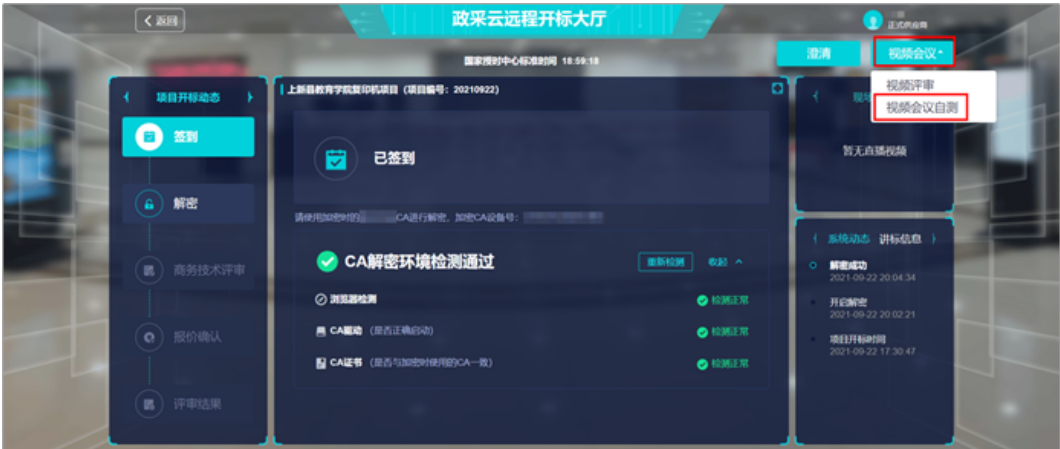 返回
政采云远程开标大厅
正式供应商
国家授时中心标准时间 18:59:18
澄清
视频会议
视频评审
视频会议自测
项目开标动态
签到
解密
商务技术评审
报价确认
评审结果
上新县教育学院复印机项目（项目编号：20210922）
已签到
请使用加密时的 CA进行解密，加密CA设备号：
CA解密环境检测通过
重新检测 收起
浏览器检测 检测正常
CA驱动 （是否正确启动） 检测正常
CA证书 （是否与加密时使用的CA一致） 检测正常
暂无直播视频
系统动态 讲标信息
解密成功
2021-09-22 20:04:34
开启解密
2021-09-22 20:02:21
项目开标时间
2021-09-22 17:30:47